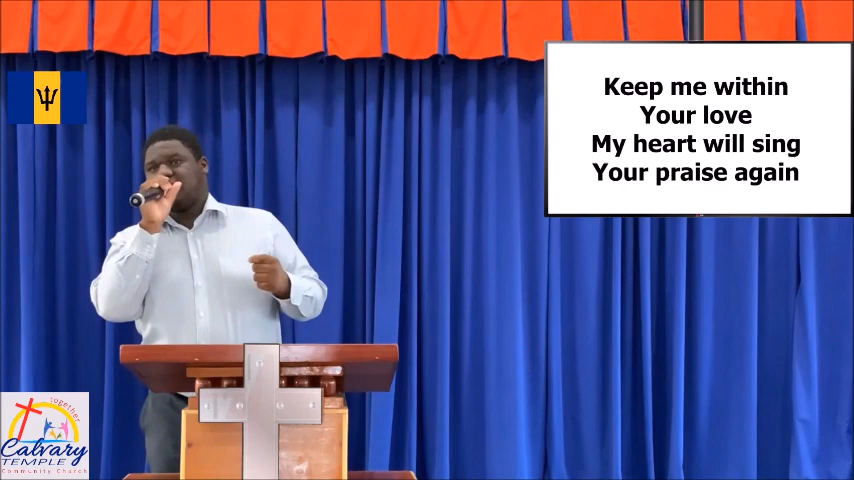 Keep me within
Your love
My heart will sing
Your praise again
together
Calvary
TEMPLE
Community Church